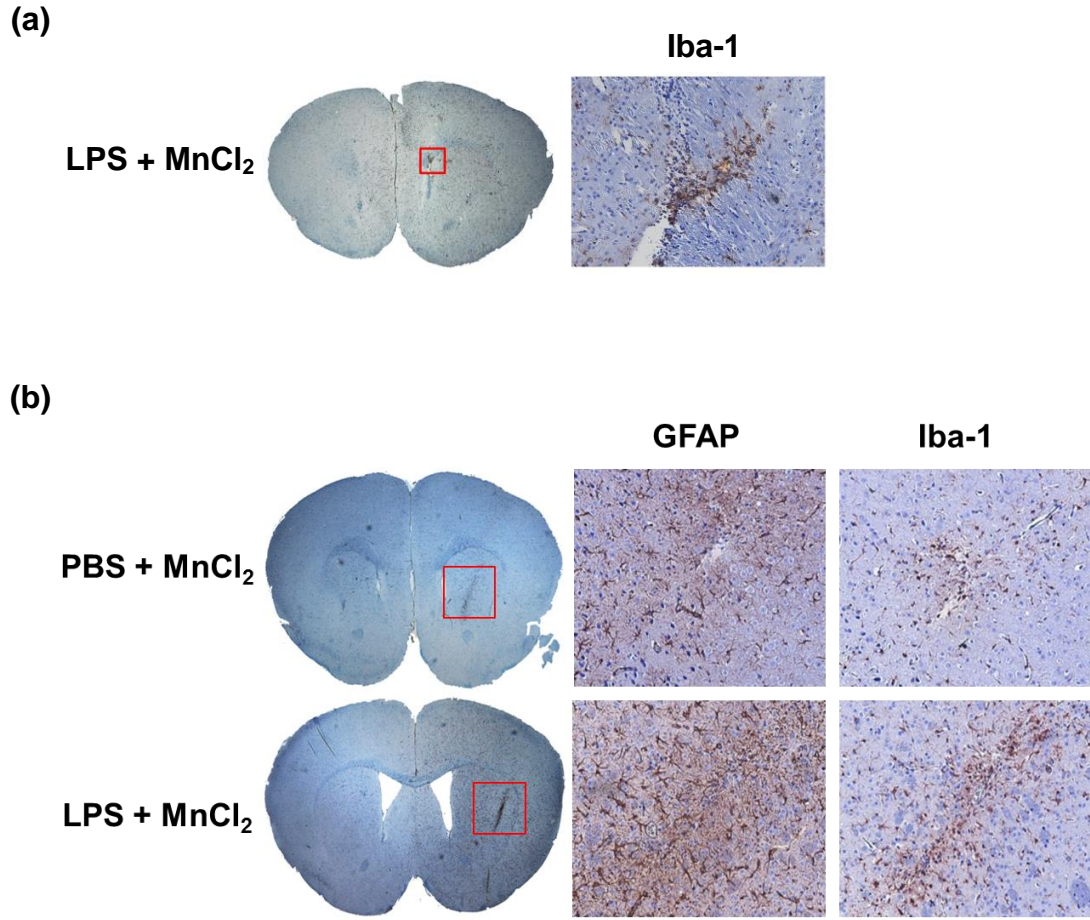 (a)
Iba-1
LPS + MnCl₂
(b)
GFAP Iba-1
PBS + MnCl₂
LPS + MnCl₂